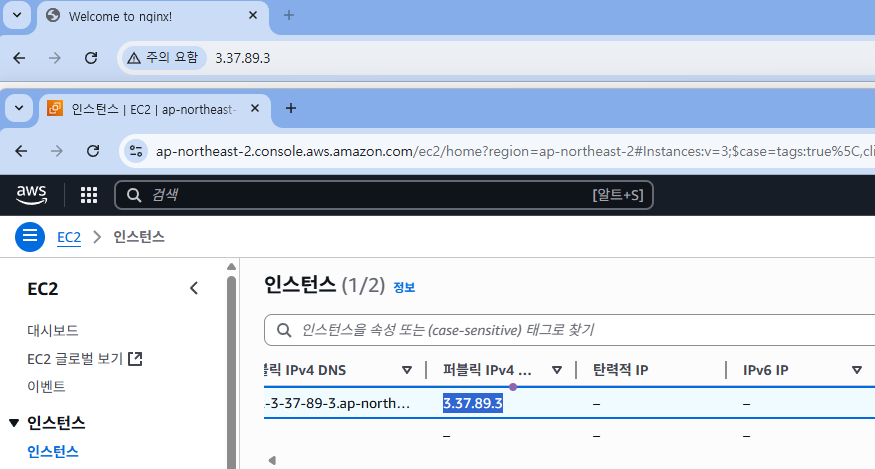 Welcome to nginx!
주의 요함 3.37.89.3
인스턴스 | EC2 | ap-northeast-
ap-northeast-2.console.aws.amazon.com/ec2/home?region=ap-northeast-2#Instances:v=3;$case=tags:true%5C,cli
aws 검색 [알트+S]
EC2 인스턴스
EC2
대시보드
EC2 글로벌 보기
이벤트
인스턴스
인스턴스
인스턴스 (1/2) 정보
인스턴스을 속성 또는 (case-sensitive) 태그로 찾기
블릭 IPv4 DNS 퍼블릭 IPv4 ... 탄력적 IP IPv6 IP
-3-37-89-3.ap-north... 3.37.89.3 – –
– – –